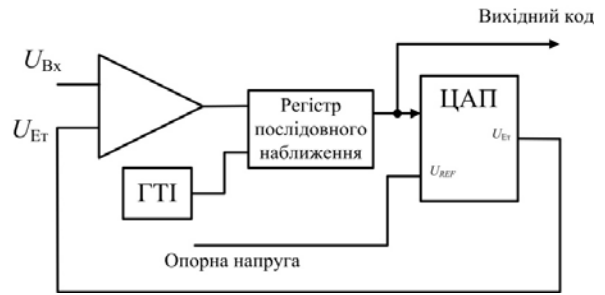 Вихідний код
U_Вх
ЦАП
Регістр
послідовного
наближення
U_Ет
U_Ет
ГТІ
U_REF
Опорна напруга